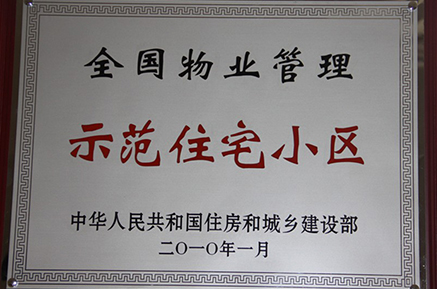 全国物业管理
示范住宅小区
中华人民共和国住房和城乡建设部
二〇一〇年一月